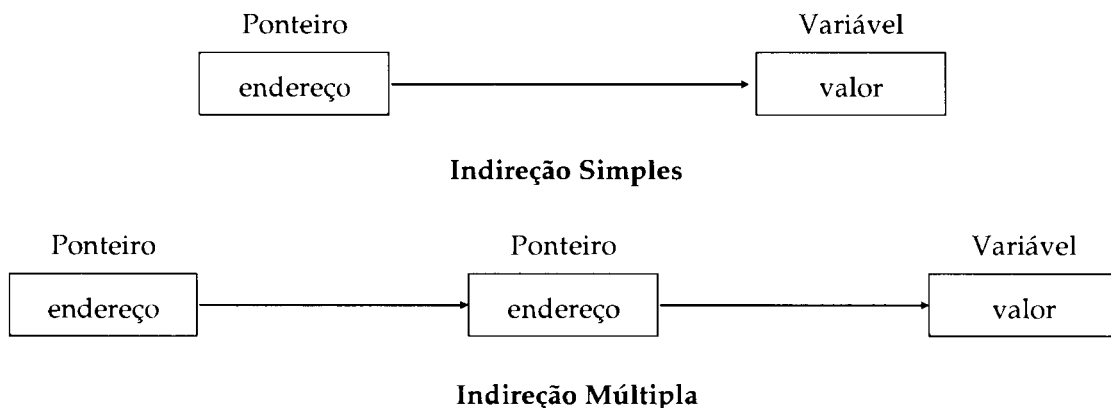 Ponteiro Variável
endereço valor
Indireção Simples
Ponteiro Ponteiro Variável
endereço endereço valor
Indireção Múltipla